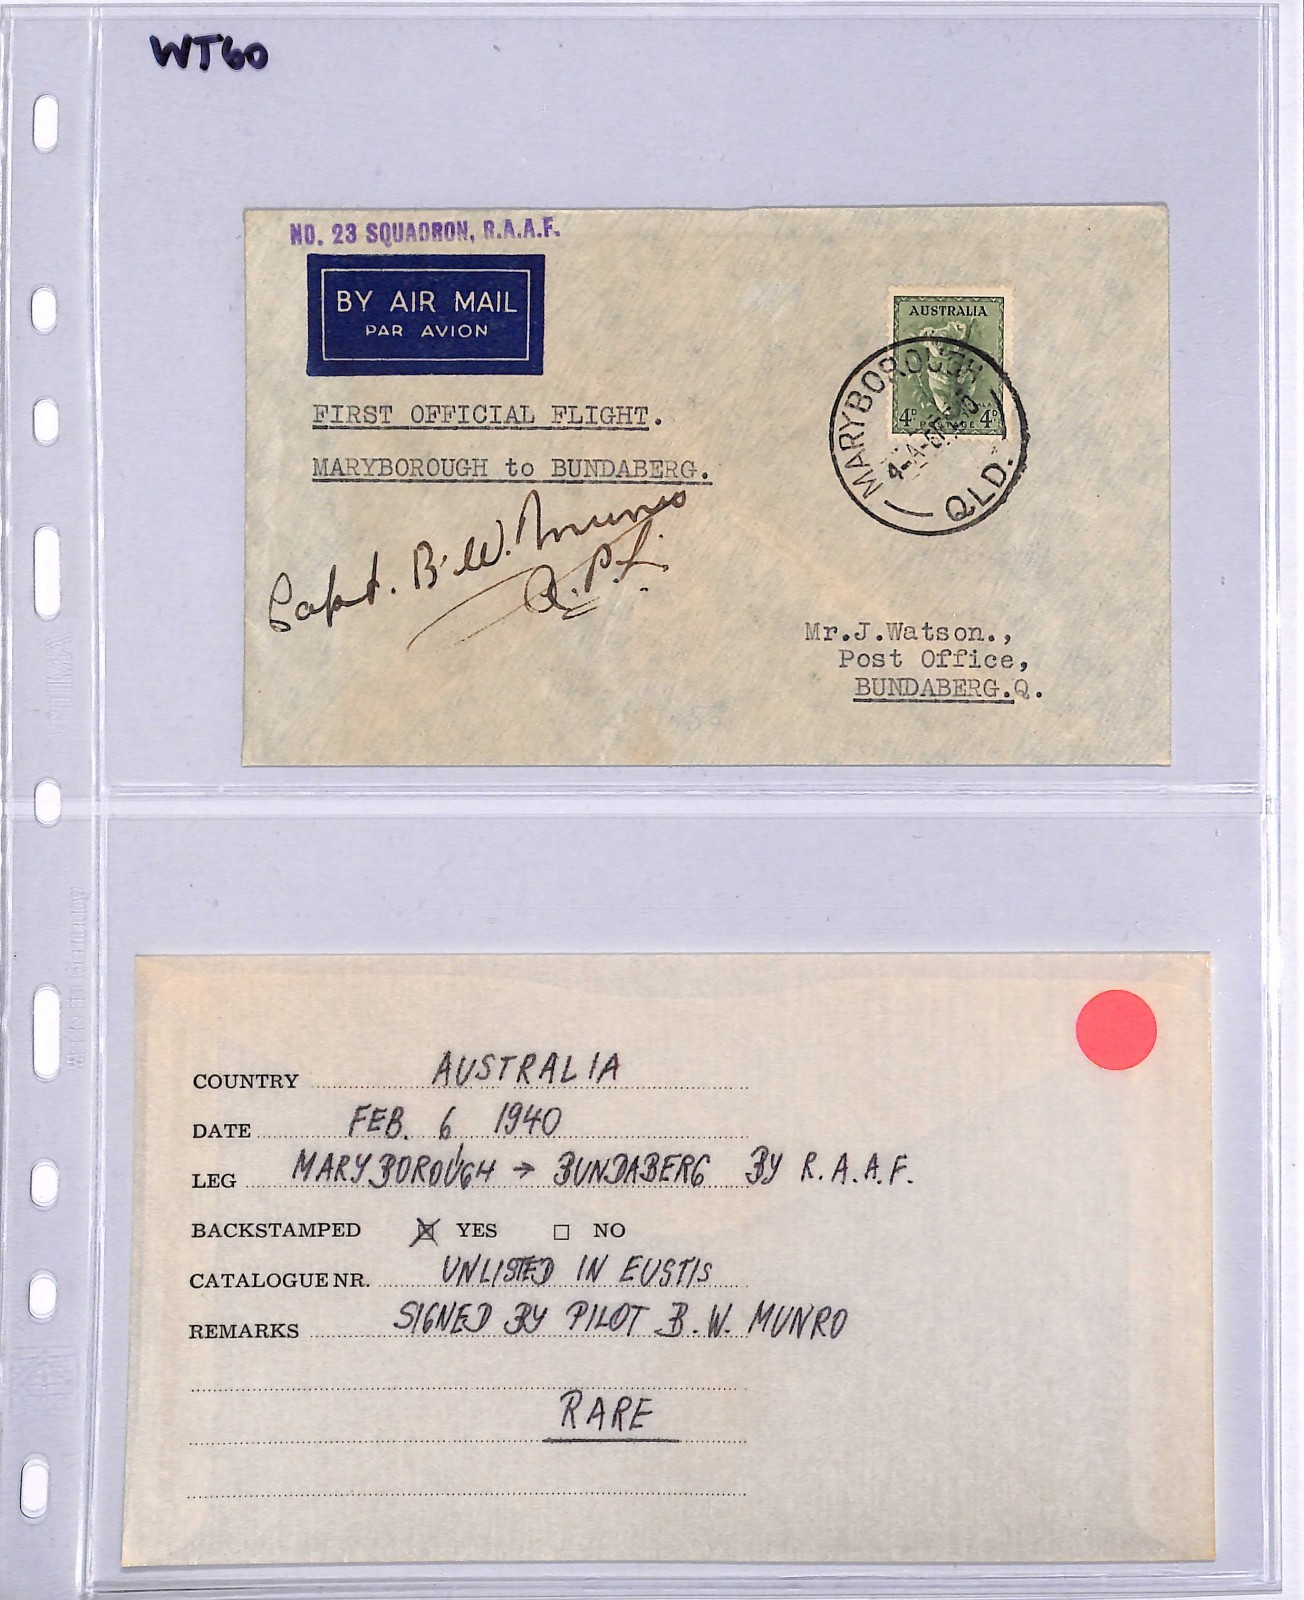 WT60
NO. 23 SQUADRON, R.A.A.F.
BY AIR MAIL
PAR AVION
AUSTRALIA
4D 4D
MARYBOROUGH
QLD.
FIRST OFFICIAL FLIGHT.
MARYBOROUGH to BUNDABERG.
Capt. B.W. Munro
Mr.J.Watson.,
Post Office,
BUNDABERG.Q.
COUNTRY AUSTRALIA
DATE FEB. 6 1940
LEG MARYBOROUGH → BUNDABERG BY R.A.A.F.
BACKSTAMPED ☒ YES ☐ NO
CATALOGUE NR. UNLISTED IN EUSTIS
REMARKS SIGNED BY PILOT B.W. MUNRO
RARE